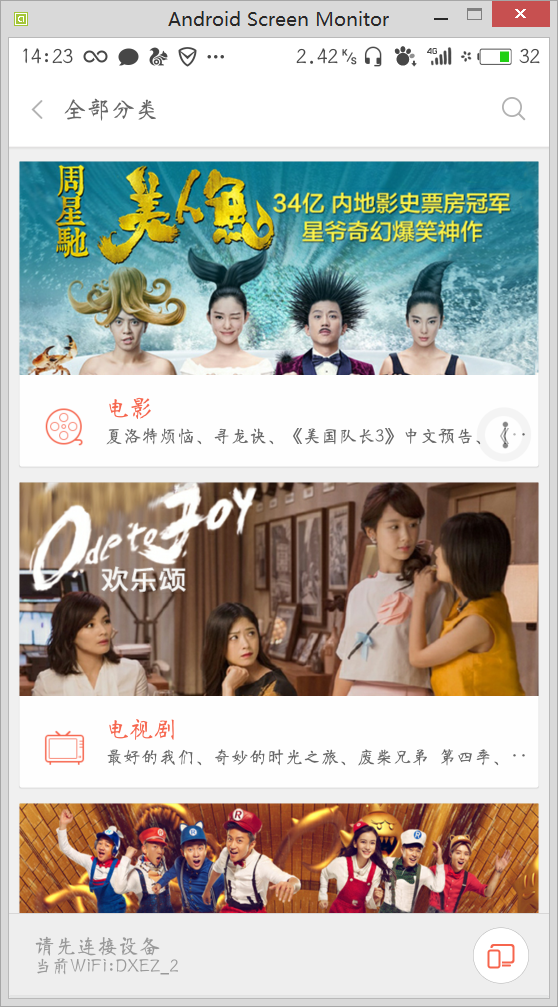 Android Screen Monitor
14:23 2.42 K/s 4G 32
全部分类
周星馳
美人鱼
34亿 内地影史票房冠军
星爷奇幻爆笑神作
电影
夏洛特烦恼、寻龙诀、《美国队长3》中文预告、《··
Ode to Joy
欢乐颂
电视剧
最好的我们、奇妙的时光之旅、废柴兄弟 第四季、··
R R
请先连接设备
当前WiFi:DXEZ_2